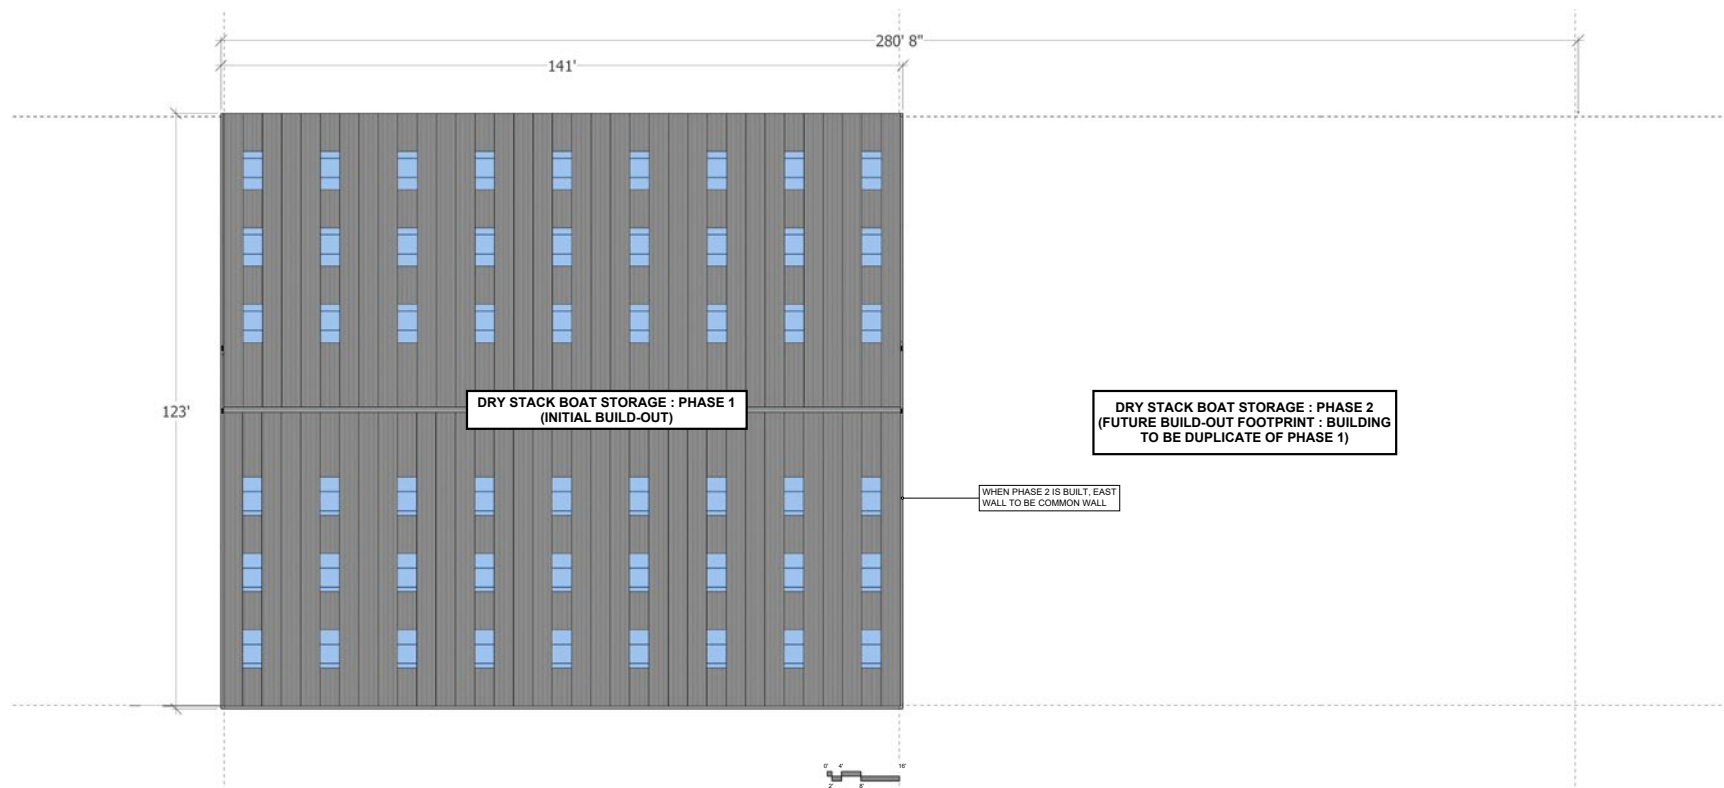 280' 8"
141'
123'
DRY STACK BOAT STORAGE : PHASE 1
(INITIAL BUILD-OUT)
DRY STACK BOAT STORAGE : PHASE 2
(FUTURE BUILD-OUT FOOTPRINT : BUILDING
TO BE DUPLICATE OF PHASE 1)
WHEN PHASE 2 IS BUILT, EAST
WALL TO BE COMMON WALL
0' 4' 16'
2' 8'